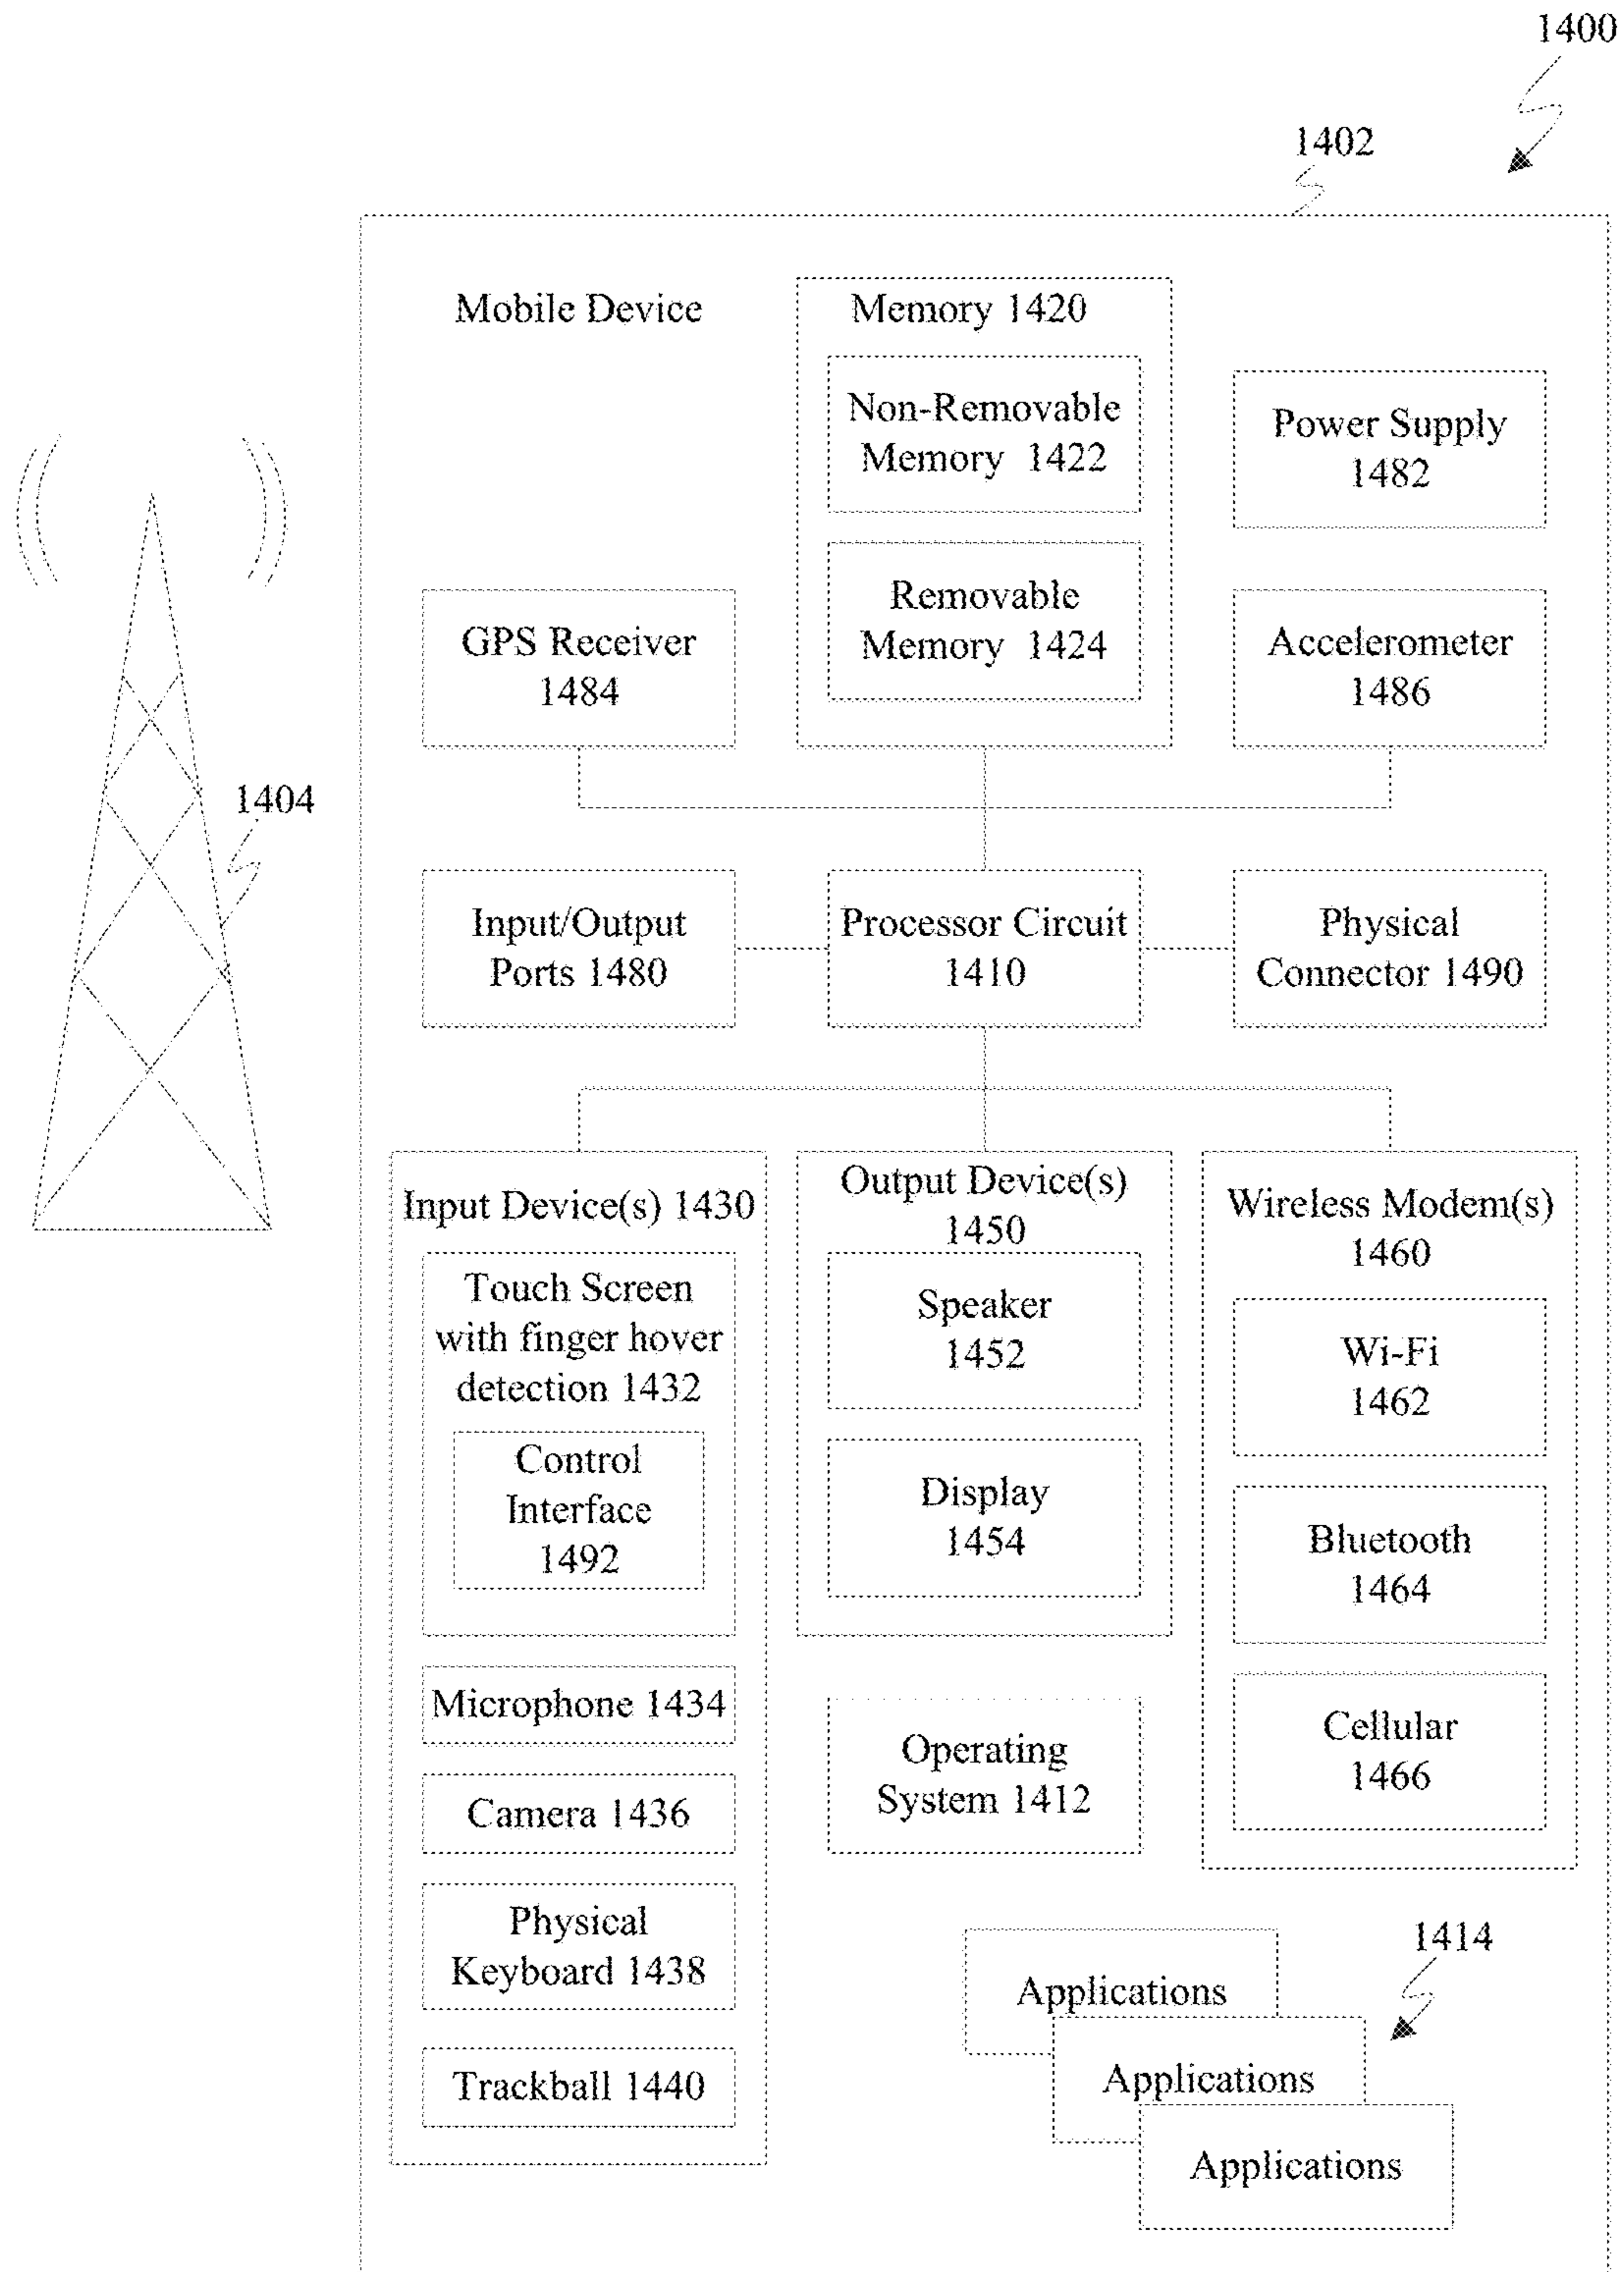 1400
1402
Mobile Device
Memory 1420
Non-Removable
Memory 1422
Power Supply
1482
Removable
Memory 1424
GPS Receiver
1484
Accelerometer
1486
1404
Input/Output
Ports 1480
Processor Circuit
1410
Physical
Connector 1490
Input Device(s) 1430
Touch Screen
with finger hover
detection 1432
Control
Interface
1492
Microphone 1434
Camera 1436
Physical
Keyboard 1438
Trackball 1440
Output Device(s)
1450
Speaker
1452
Display
1454
Operating
System 1412
Wireless Modem(s)
1460
Wi-Fi
1462
Bluetooth
1464
Cellular
1466
1414
Applications
Applications
Applications